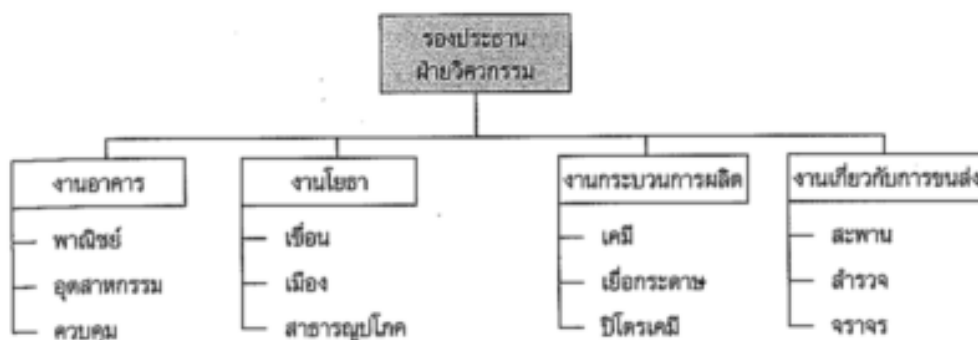 รองประธาน
ฝ่ายวิศวกรรม
งานอาคาร
พาณิชย์
อุตสาหกรรม
ควบคุม
งานโยธา
เขื่อน
เมือง
สาธารณูปโภค
งานกระบวนการผลิต
เคมี
เยื่อกระดาษ
ปิโตรเคมี
งานเกี่ยวกับการขนส่ง
สะพาน
สำรวจ
จราจร